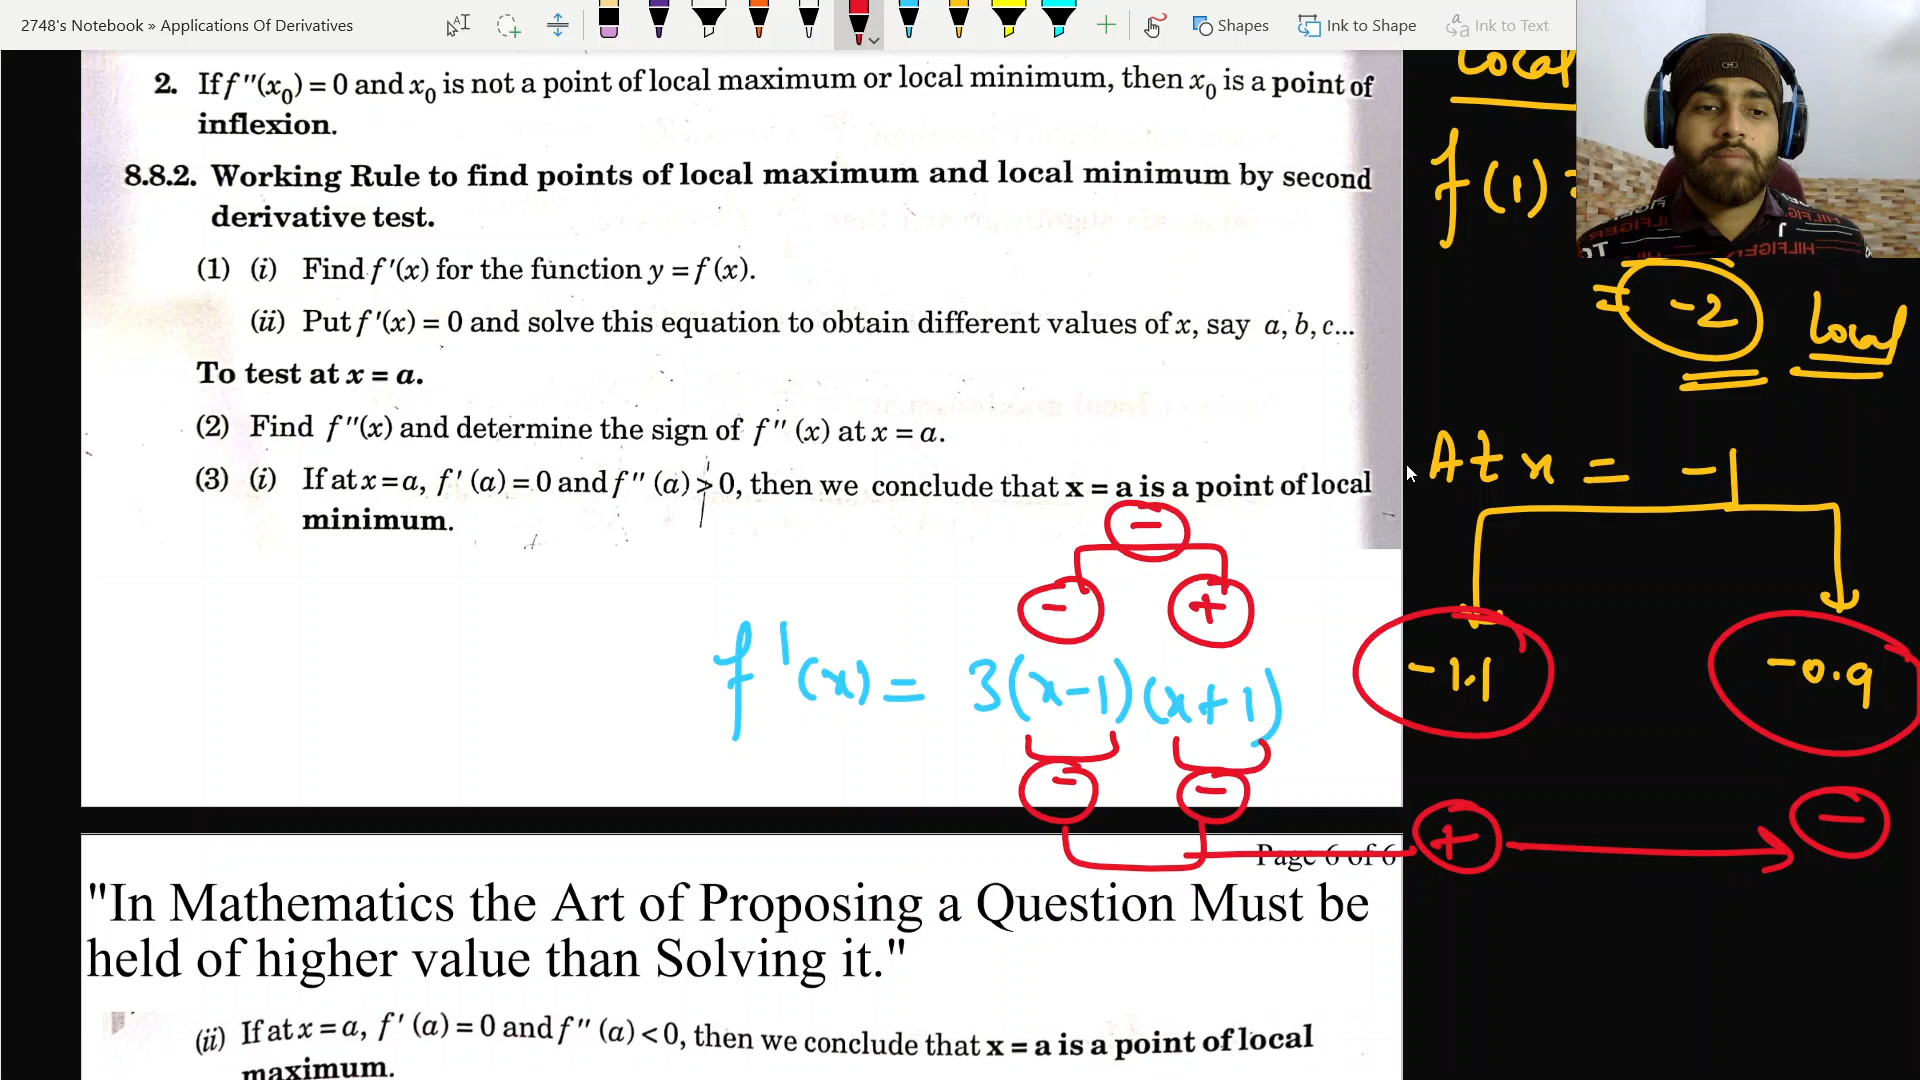 2748's Notebook » Applications Of Derivatives
Shapes
Ink to Shape
Ink to Text
2. If f "(x₀) = 0 and x₀ is not a point of local maximum or local minimum, then x₀ is a point of
inflexion.
8.8.2. Working Rule to find points of local maximum and local minimum by second
derivative test.
(1) (i) Find f '(x) for the function y = f (x).
(ii) Put f '(x) = 0 and solve this equation to obtain different values of x, say a, b, c...
To test at x = a.
(2) Find f "(x) and determine the sign of f " (x) at x = a.
(3) (i) If at x = a, f ' (a) = 0 and f " (a) > 0, then we conclude that x = a is a point of local
minimum.
−
− +
f '(x) = 3(x−1)(x+1)
− −
Page 6 of 6
"In Mathematics the Art of Proposing a Question Must be
held of higher value than Solving it."
(ii) If at x = a, f ' (a) = 0 and f " (a) < 0, then we conclude that x = a is a point of local
maximum.
Local
f(1) =
= -2 Local
At x = -1
-1.1 -0.9
+ −